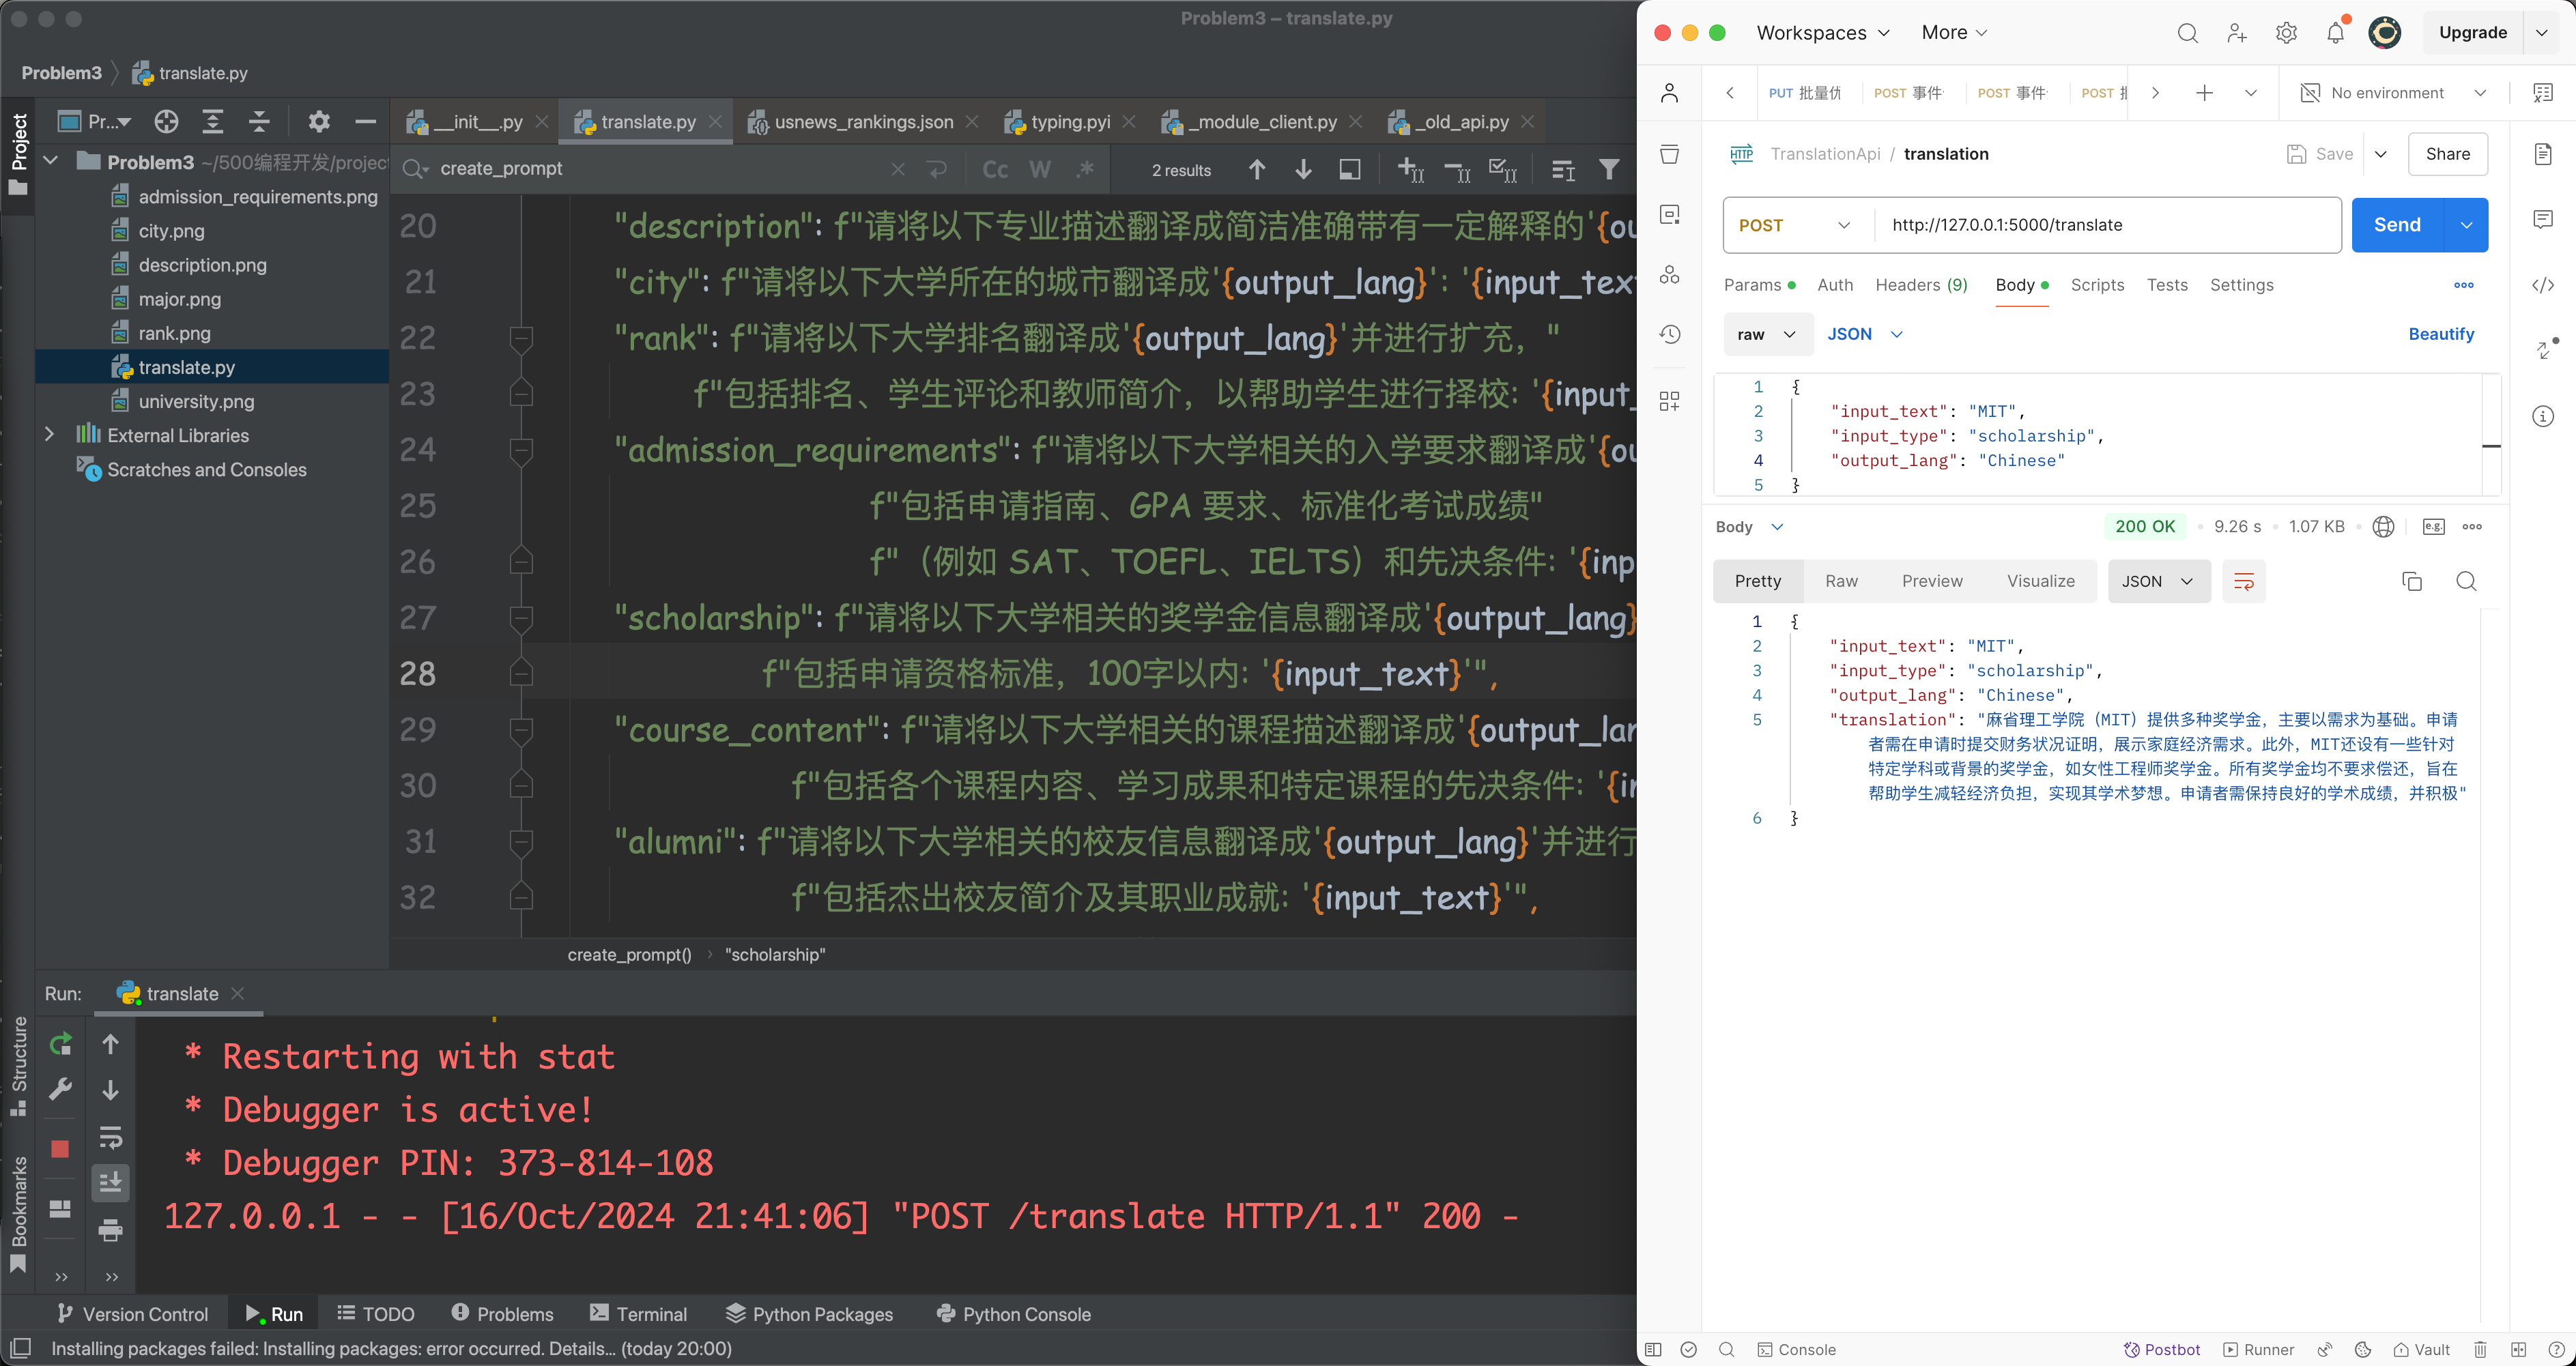 Problem3 – translate.py
Problem3
translate.py
Pr...
__init__.py
translate.py
usnews_rankings.json
typing.pyi
_module_client.py
_old_api.py
Project
Problem3 ~/500编程开发/project
admission_requirements.png
city.png
description.png
major.png
rank.png
translate.py
university.png
External Libraries
Scratches and Consoles
create_prompt
Cc W .*
2 results
20 "description": f"请将以下专业描述翻译成简洁准确带有一定解释的'{ou
21 "city": f"请将以下大学所在的城市翻译成'{output_lang}': '{input_tex
22 "rank": f"请将以下大学排名翻译成'{output_lang}'并进行扩充，"
23 f"包括排名、学生评论和教师简介，以帮助学生进行择校: '{input_
24 "admission_requirements": f"请将以下大学相关的入学要求翻译成'{ou
25 f"包括申请指南、GPA 要求、标准化考试成绩"
26 f"（例如 SAT、TOEFL、IELTS）和先决条件: '{inp
27 "scholarship": f"请将以下大学相关的奖学金信息翻译成'{output_lang}
28 f"包括申请资格标准，100字以内: '{input_text}'",
29 "course_content": f"请将以下大学相关的课程描述翻译成'{output_lan
30 f"包括各个课程内容、学习成果和特定课程的先决条件: '{in
31 "alumni": f"请将以下大学相关的校友信息翻译成'{output_lang}'并进行
32 f"包括杰出校友简介及其职业成就: '{input_text}'",
create_prompt() › "scholarship"
Run:
translate
Structure
Bookmarks
* Restarting with stat
* Debugger is active!
* Debugger PIN: 373-814-108
127.0.0.1 - - [16/Oct/2024 21:41:06] "POST /translate HTTP/1.1" 200 -
Version Control
Run
TODO
Problems
Terminal
Python Packages
Python Console
Installing packages failed: Installing packages: error occurred. Details... (today 20:00)
Workspaces
More
Upgrade
PUT 批量优
POST 事件
POST 事件
POST
No environment
HTTP TranslationApi / translation
Save
Share
POST
http://127.0.0.1:5000/translate
Send
Params
Auth
Headers (9)
Body
Scripts
Tests
Settings
raw
JSON
Beautify
1 {
2 "input_text": "MIT",
3 "input_type": "scholarship",
4 "output_lang": "Chinese"
5 }
Body
200 OK
9.26 s
1.07 KB
e.g.
Pretty
Raw
Preview
Visualize
JSON
1 {
2 "input_text": "MIT",
3 "input_type": "scholarship",
4 "output_lang": "Chinese",
5 "translation": "麻省理工学院（MIT）提供多种奖学金，主要以需求为基础。申请
者需在申请时提交财务状况证明，展示家庭经济需求。此外，MIT还设有一些针对
特定学科或背景的奖学金，如女性工程师奖学金。所有奖学金均不要求偿还，旨在
帮助学生减轻经济负担，实现其学术梦想。申请者需保持良好的学术成绩，并积极"
6 }
Console
Postbot
Runner
Vault